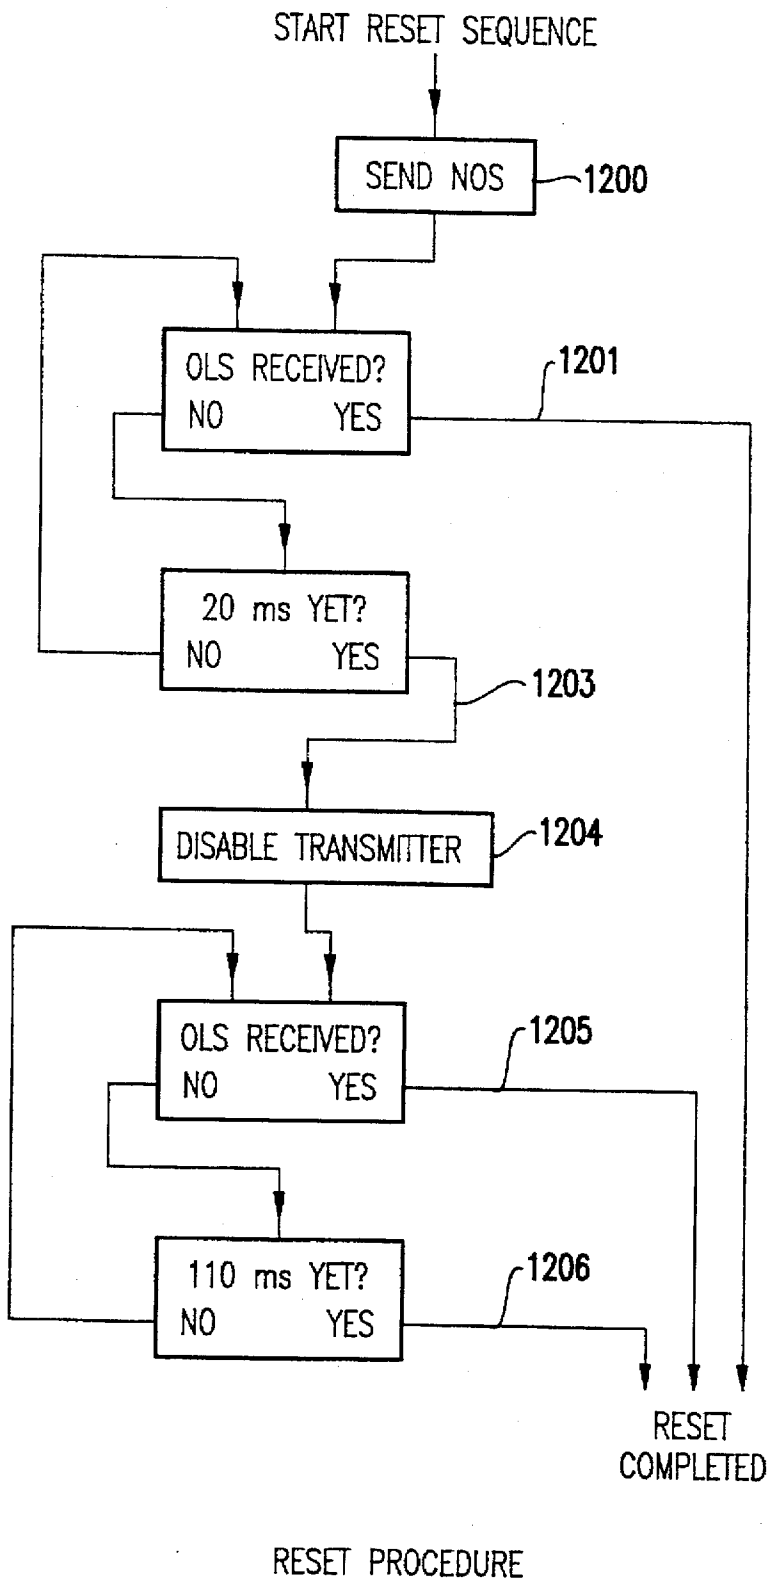 START RESET SEQUENCE
SEND NOS
1200
OLS RECEIVED?
NO YES
1201
20 ms YET?
NO YES
1203
DISABLE TRANSMITTER
1204
OLS RECEIVED?
NO YES
1205
110 ms YET?
NO YES
1206
RESET
COMPLETED
RESET PROCEDURE